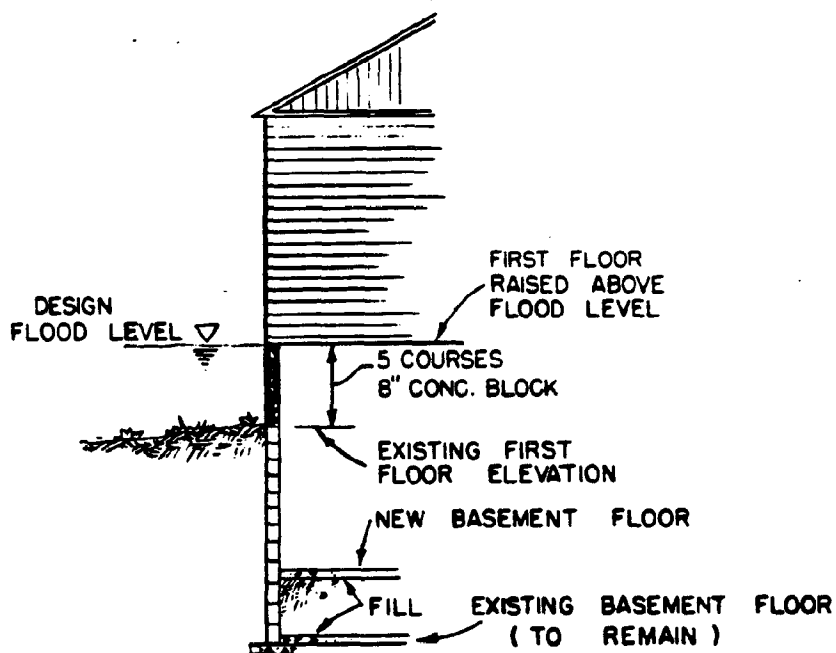 FIRST FLOOR
RAISED ABOVE
FLOOD LEVEL
DESIGN
FLOOD LEVEL
5 COURSES
8" CONC. BLOCK
EXISTING FIRST
FLOOR ELEVATION
NEW BASEMENT FLOOR
FILL
EXISTING BASEMENT FLOOR
( TO REMAIN )